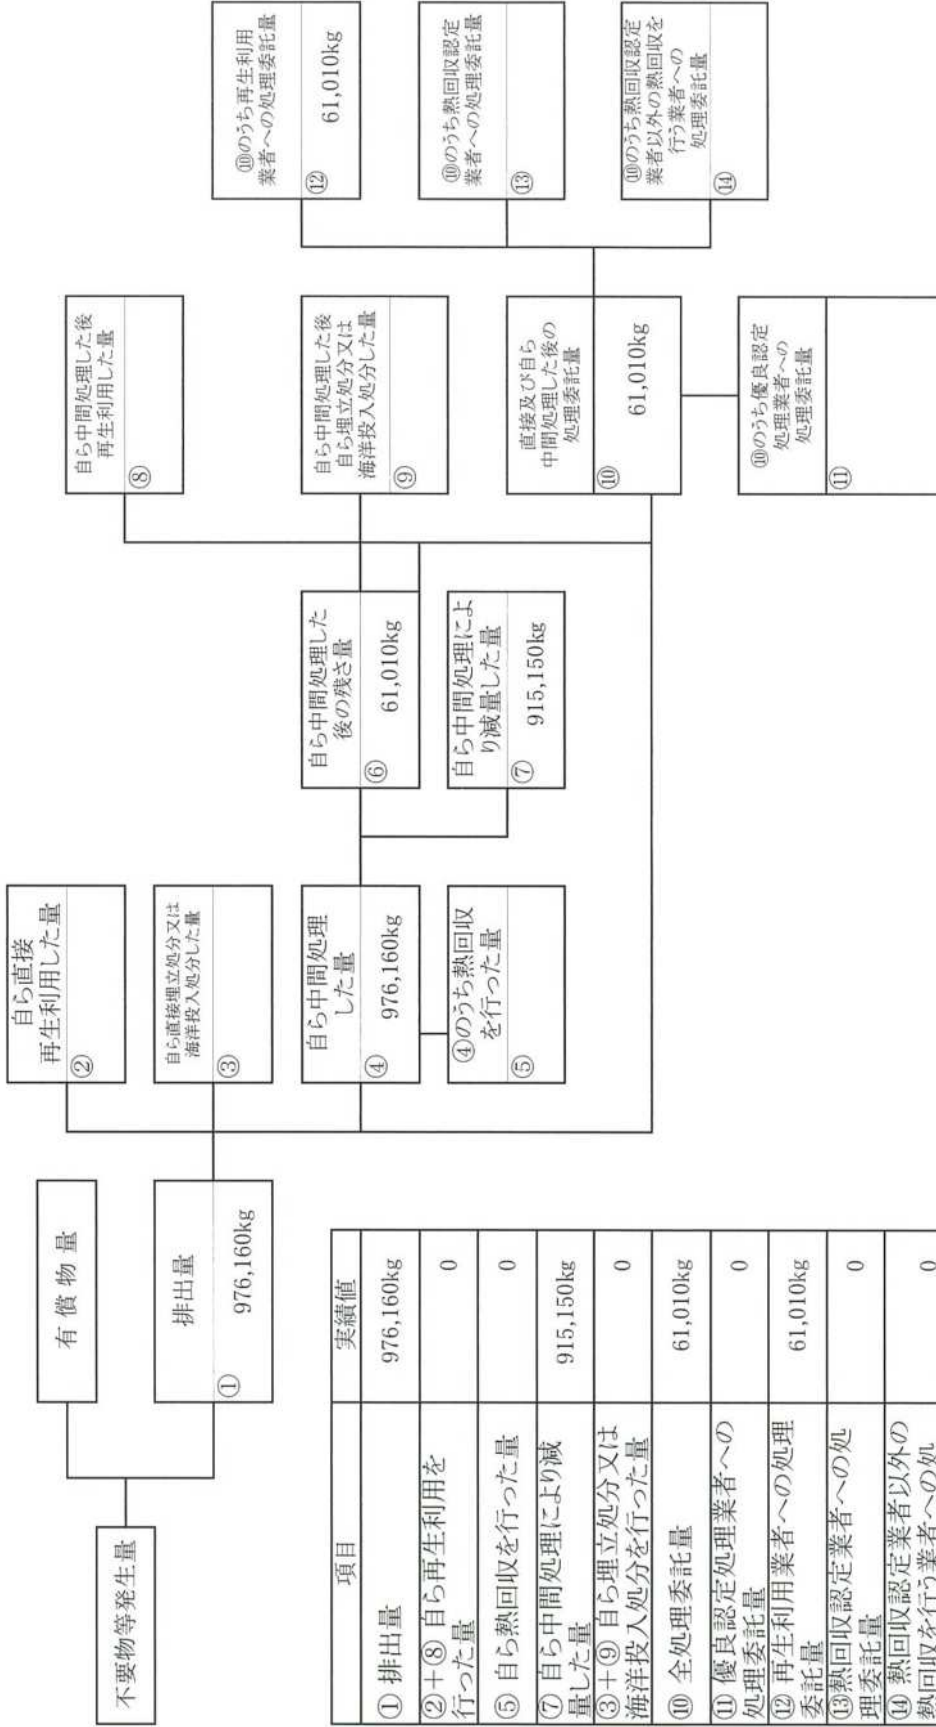 不要物等発生量
有 償 物 量
排出量
①
976,160kg
自ら直接
再生利用した量
②
自ら直接埋立処分又は
海洋投入処分した量
③
自ら中間処理
した量
④
976,160kg
④のうち熱回収
を行った量
⑤
自ら中間処理した
後の残さ量
⑥
61,010kg
自ら中間処理によ
り減量した量
⑦
915,150kg
自ら中間処理した後
再生利用した量
⑧
自ら中間処理した後
自ら埋立処分又は
海洋投入処分した量
⑨
直接及び自ら
中間処理した後の
処理委託量
⑩
61,010kg
⑩のうち優良認定
処理業者への
処理委託量
⑪
⑩のうち再生利用
業者への処理委託量
⑫
61,010kg
⑩のうち熱回収認定
業者への処理委託量
⑬
⑩のうち熱回収認定
業者以外の熱回収を
行う業者への
処理委託量
⑭
項目 実績値
① 排出量 976,160kg
②+⑧ 自ら再生利用を
行った量 0
⑤ 自ら熱回収を行った量 0
⑦ 自ら中間処理により減
量した量 915,150kg
③+⑨ 自ら埋立処分又は
海洋投入処分を行った量 0
⑩ 全処理委託量 61,010kg
⑪ 優良認定処理業者への
処理委託量 0
⑫ 再生利用業者への処理
委託量 61,010kg
⑬熱回収認定業者への処
理委託量 0
⑭ 熱回収認定業者以外の
熱回収を行う業者への処 0